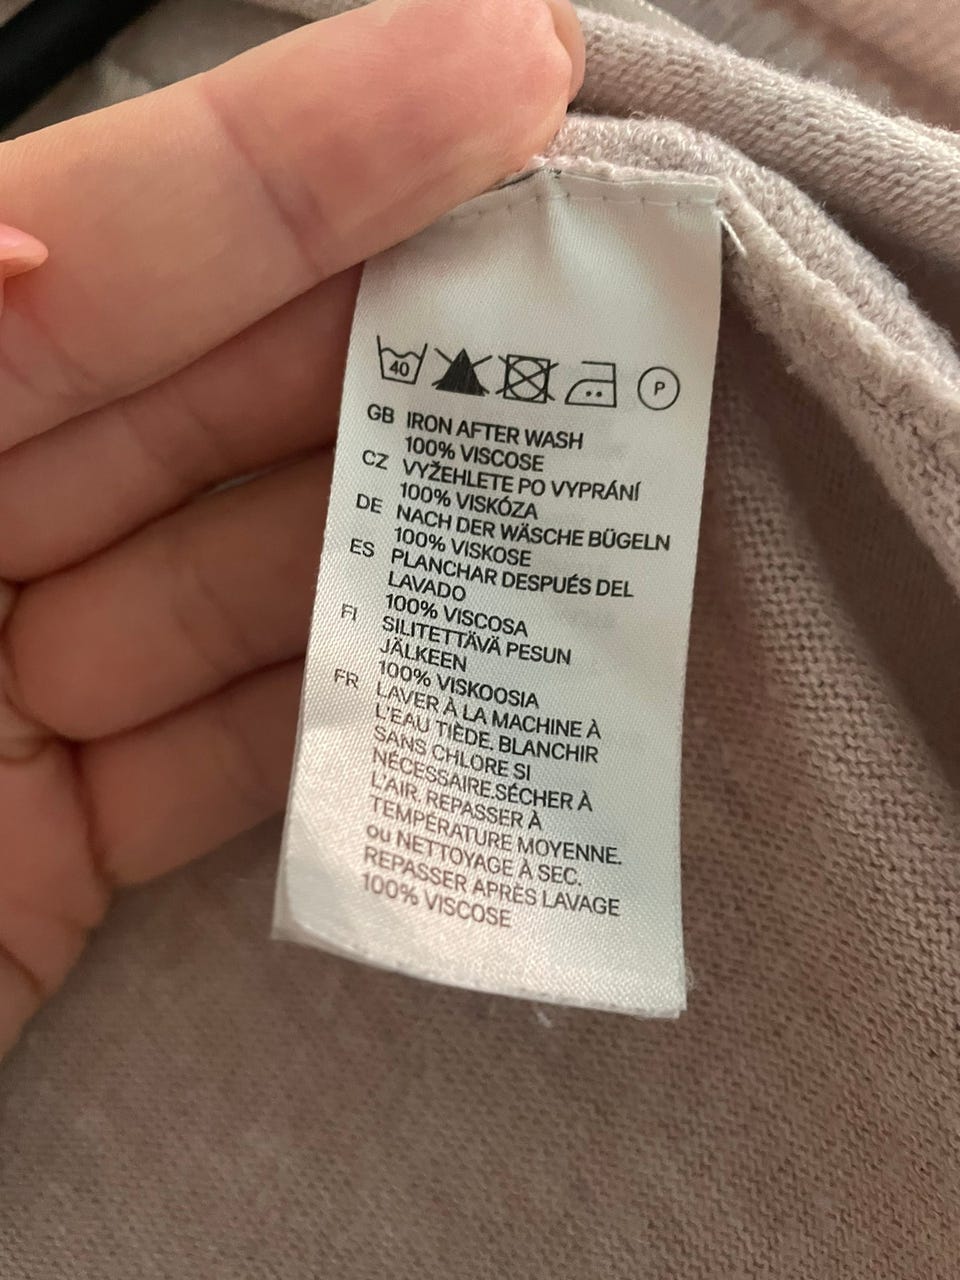 40 P
GB IRON AFTER WASH
100% VISCOSE
CZ VYŽEHLETE PO VYPRÁNÍ
100% VISKÓZA
DE NACH DER WÄSCHE BÜGELN
100% VISKOSE
ES PLANCHAR DESPUÉS DEL
LAVADO
100% VISCOSA
FI SILITETTÄVÄ PESUN
JÄLKEEN
100% VISKOOSIA
FR LAVER À LA MACHINE À
L'EAU TIÈDE. BLANCHIR
SANS CHLORE SI
NÉCESSAIRE.SÉCHER À
L'AIR. REPASSER À
TEMPÉRATURE MOYENNE.
ou NETTOYAGE À SEC.
REPASSER APRÈS LAVAGE
100% VISCOSE